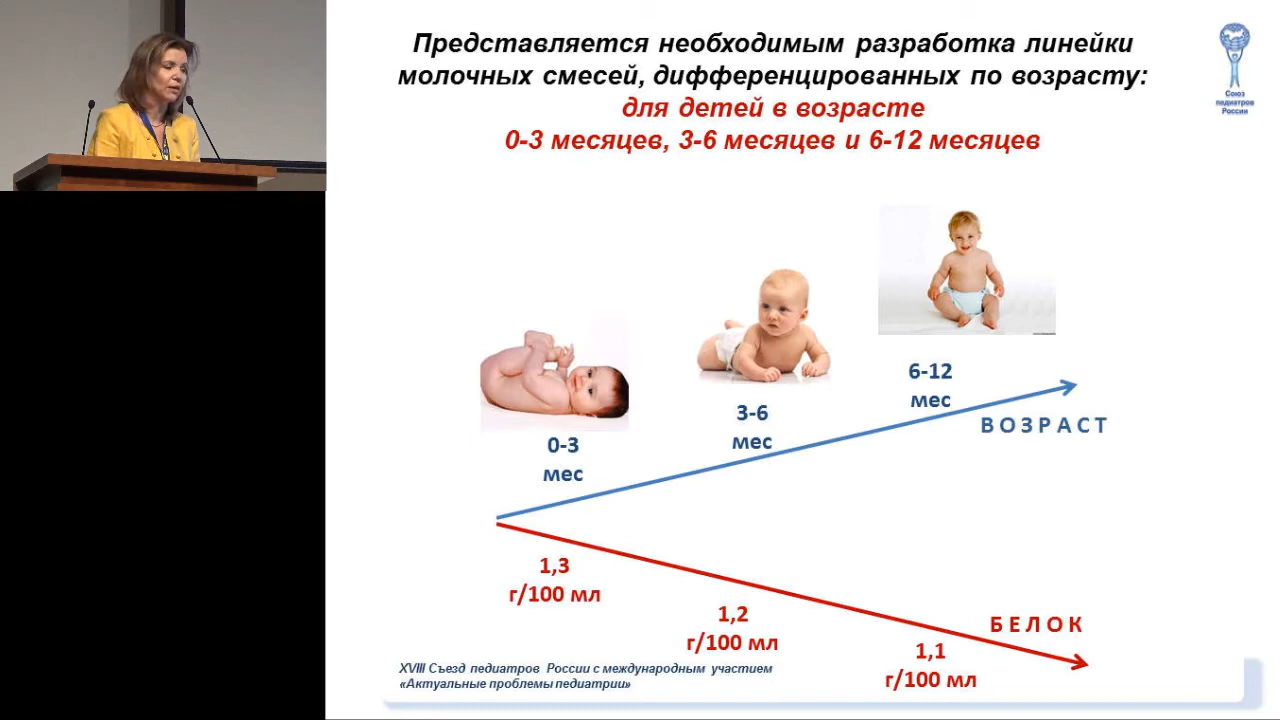 Представляется необходимым разработка линейки
молочных смесей, дифференцированных по возрасту:
для детей в возрасте
0-3 месяцев, 3-6 месяцев и 6-12 месяцев
Союз
педиатров
России
6-12
мес
3-6
мес
0-3
мес
ВОЗРАСТ
1,3
г/100 мл
1,2
г/100 мл
БЕЛОК
1,1
г/100 мл
XVIII Съезд педиатров России с международным участием
«Актуальные проблемы педиатрии»